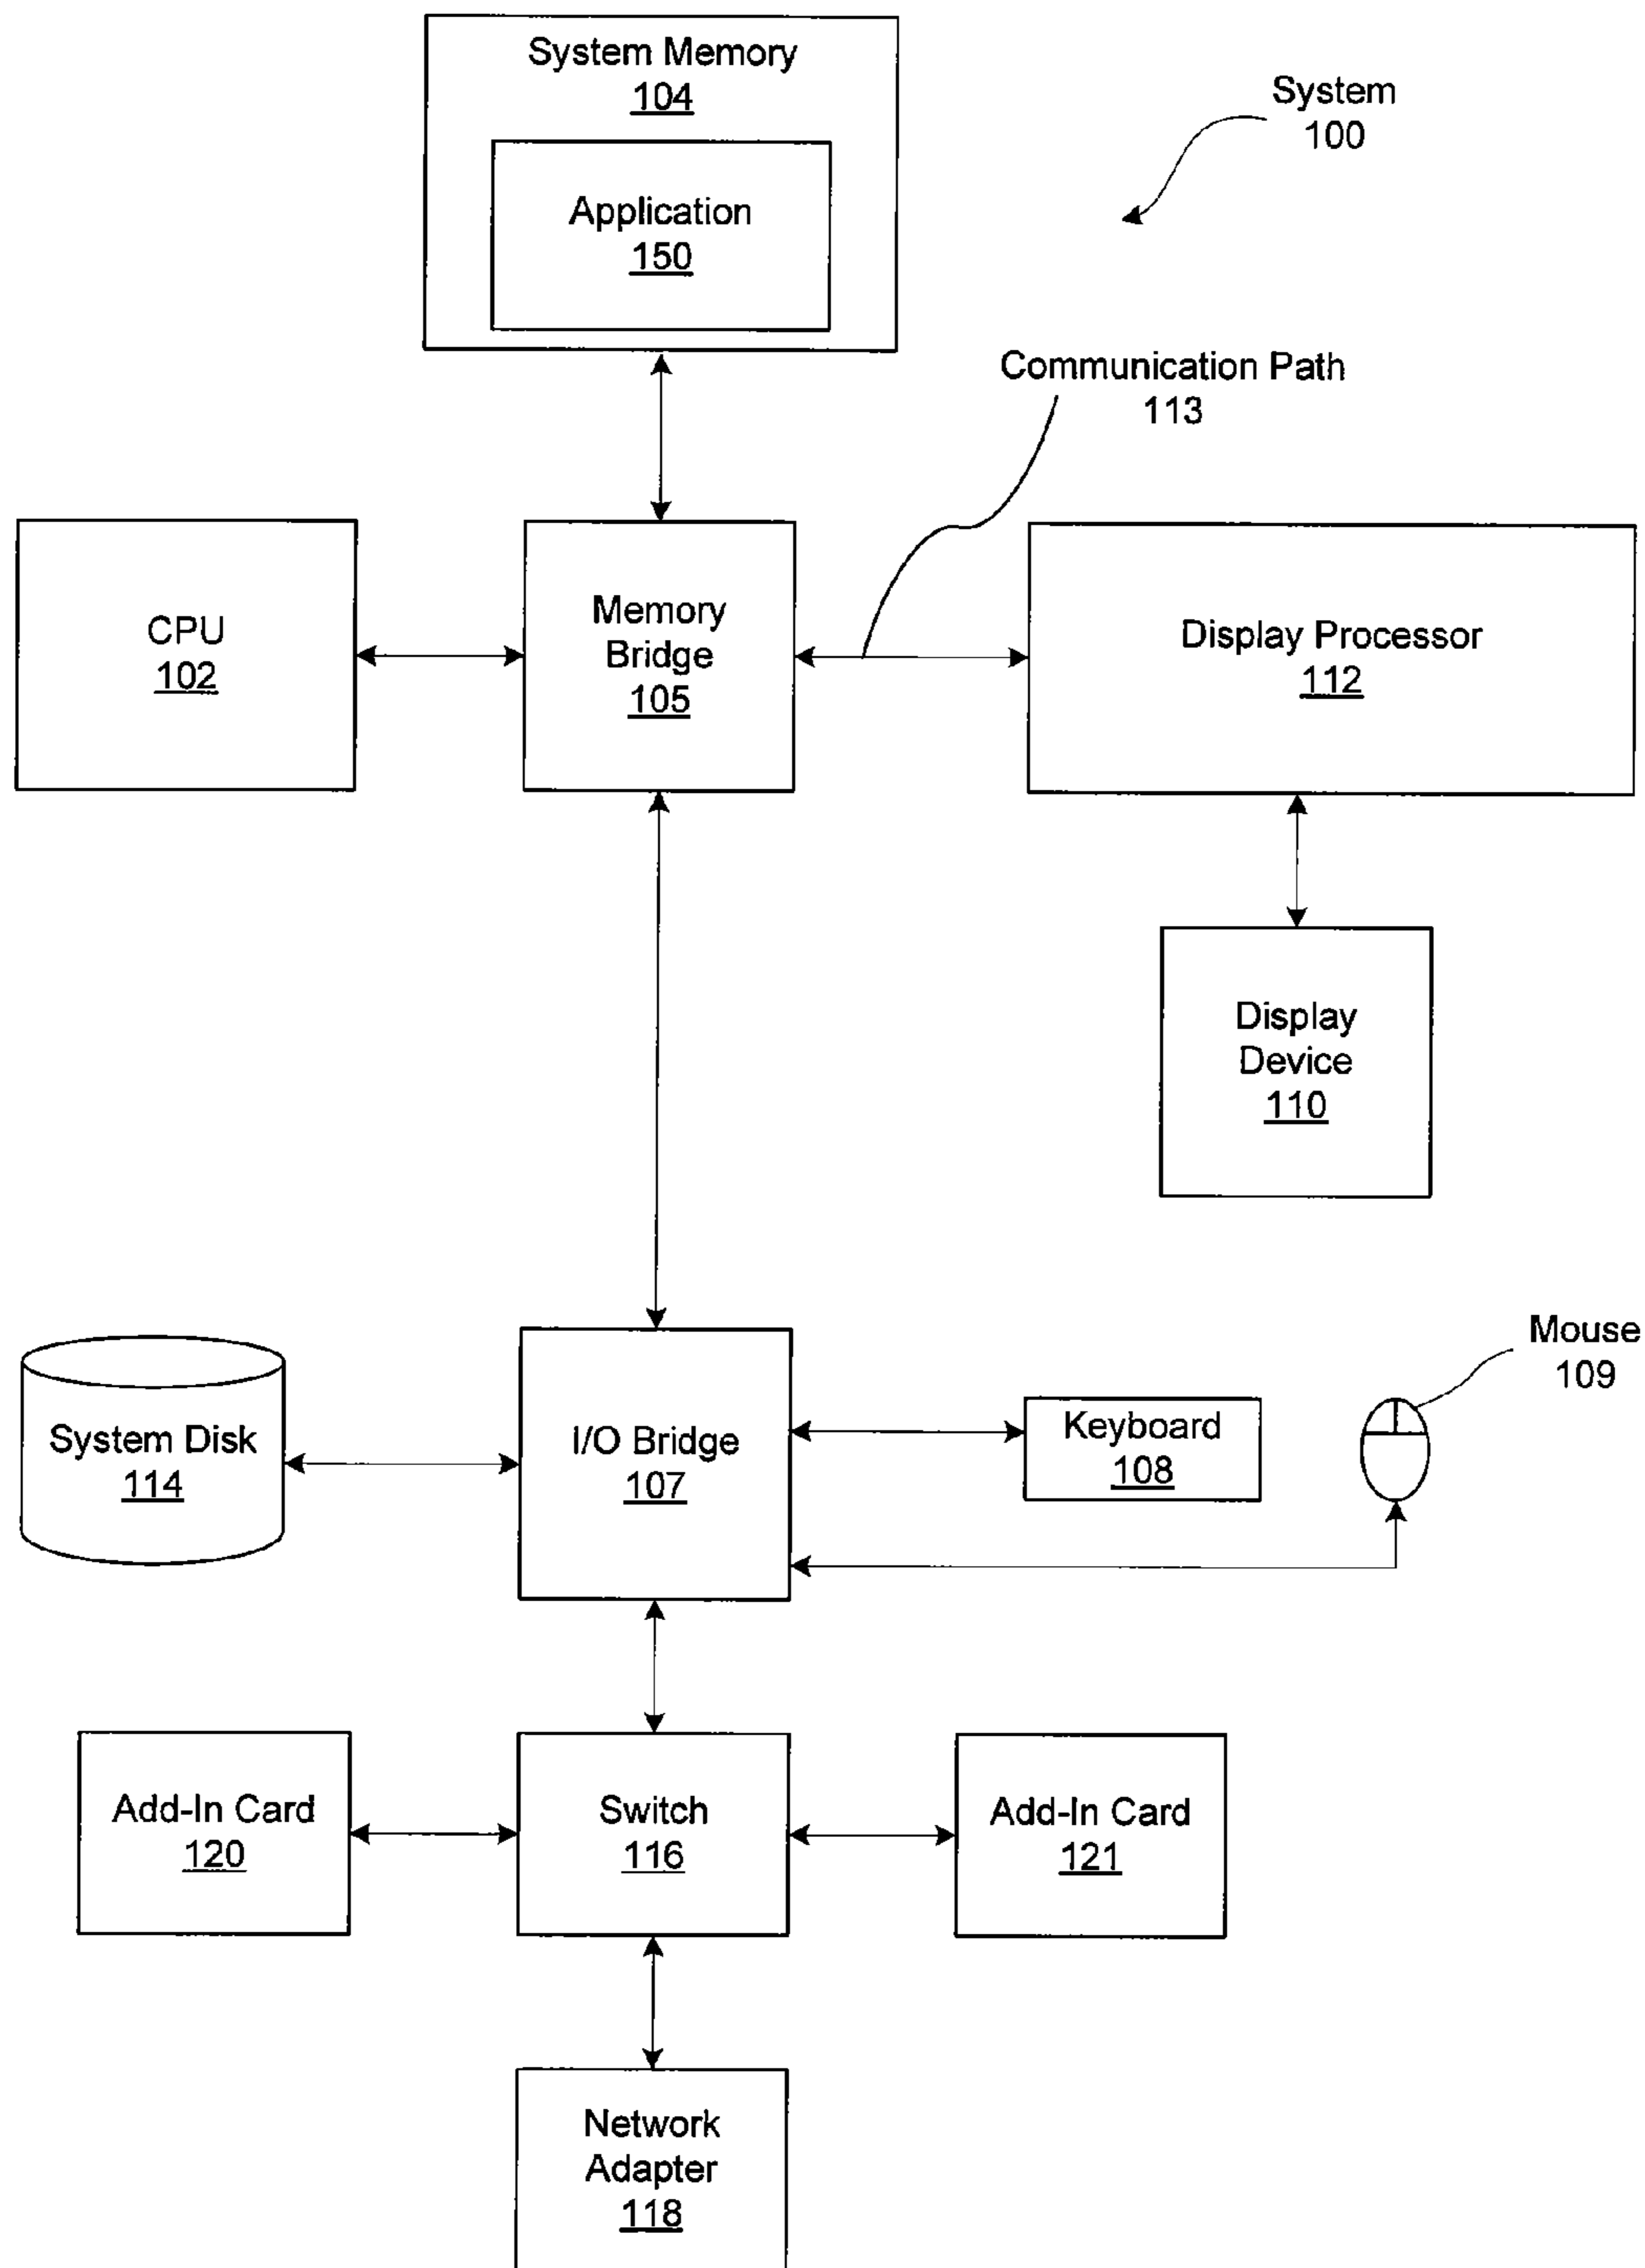 System Memory
104
System
100
Application
150
Communication Path
113
CPU
102
Memory
Bridge
105
Display Processor
112
Display
Device
110
Mouse
109
System Disk
114
I/O Bridge
107
Keyboard
108
Add-In Card
120
Switch
116
Add-In Card
121
Network
Adapter
118